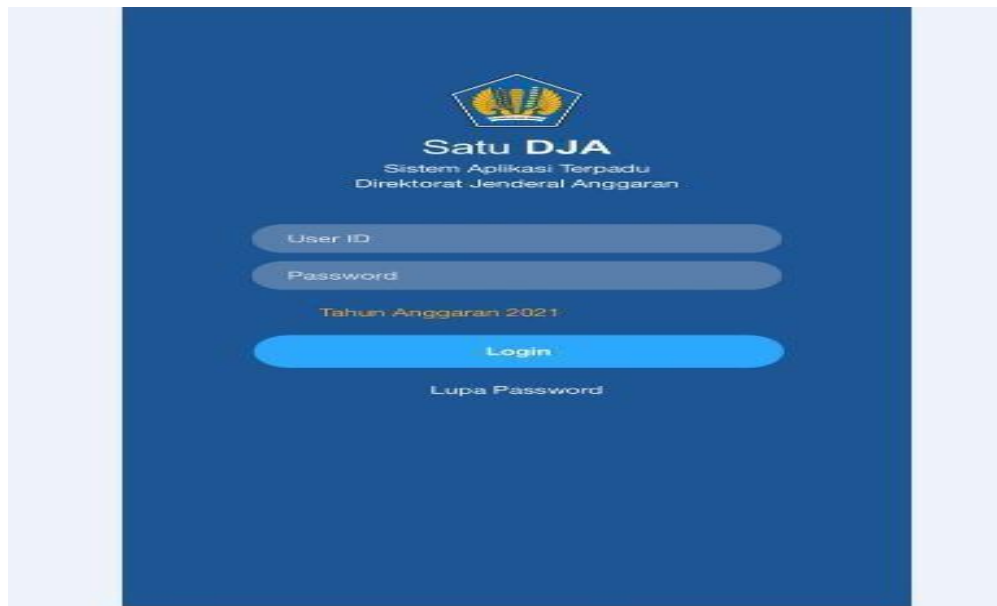 Satu DJA
Sistem Aplikasi Terpadu
Direktorat Jenderal Anggaran
User ID
Password
Tahun Anggaran 2021
Login
Lupa Password